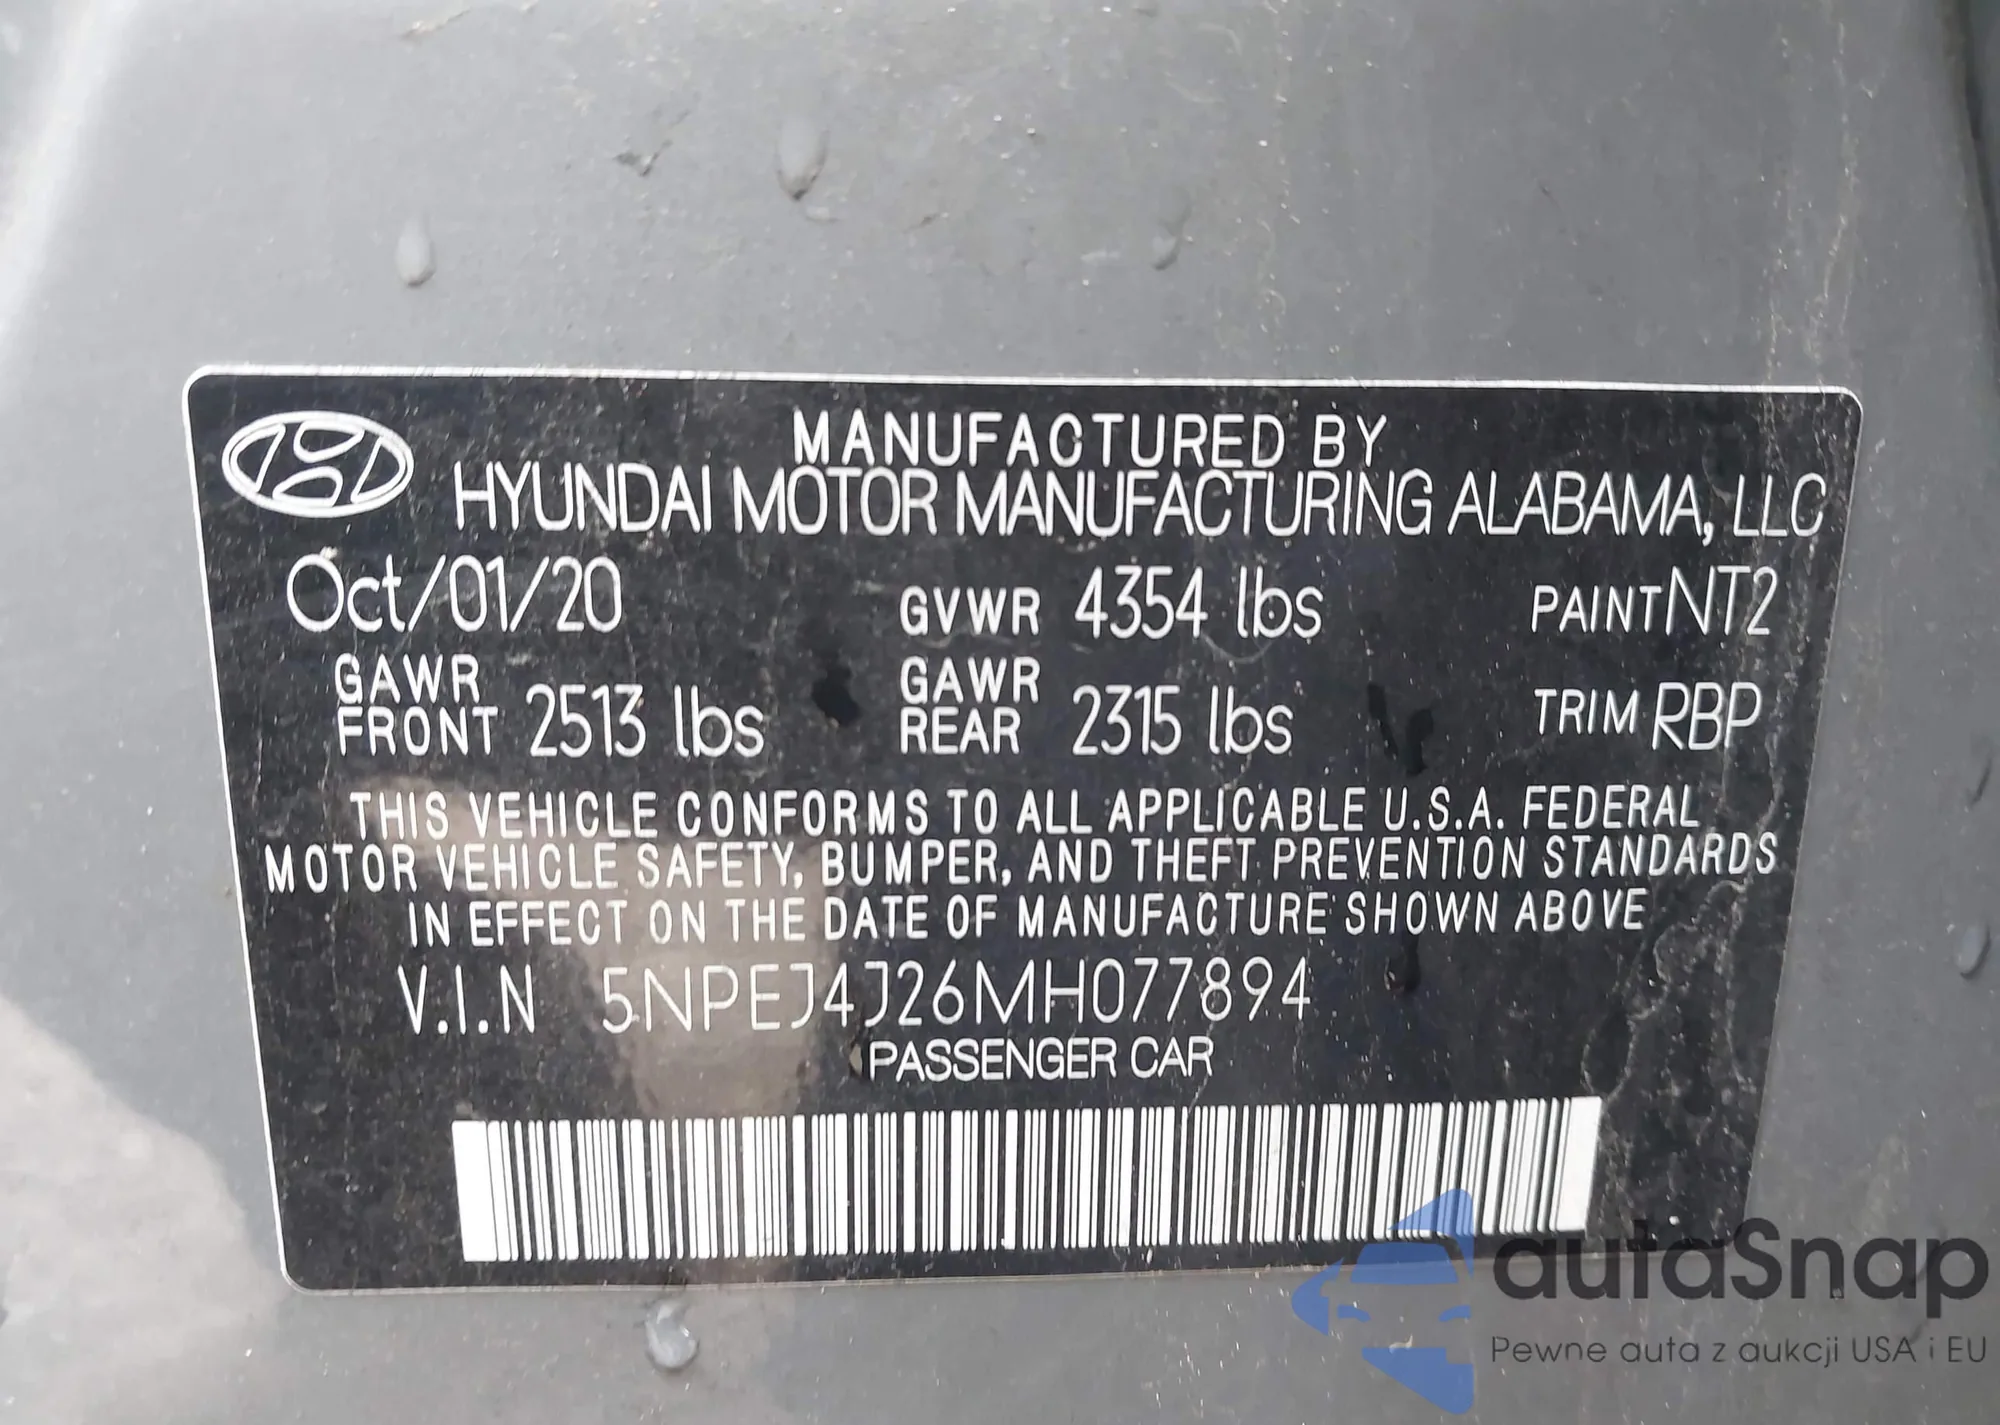 MANUFACTURED BY
HYUNDAI MOTOR MANUFACTURING ALABAMA, LLC
Oct/01/20 GVWR 4354 lbs PAINT NT2
GAWR FRONT 2513 lbs GAWR REAR 2315 lbs TRIM RBP
THIS VEHICLE CONFORMS TO ALL APPLICABLE U.S.A. FEDERAL
MOTOR VEHICLE SAFETY, BUMPER, AND THEFT PREVENTION STANDARDS
IN EFFECT ON THE DATE OF MANUFACTURE SHOWN ABOVE
V.I.N 5NPEJ4J26MH077894
PASSENGER CAR
autaSnap
Pewne auta z aukcji USA i EU